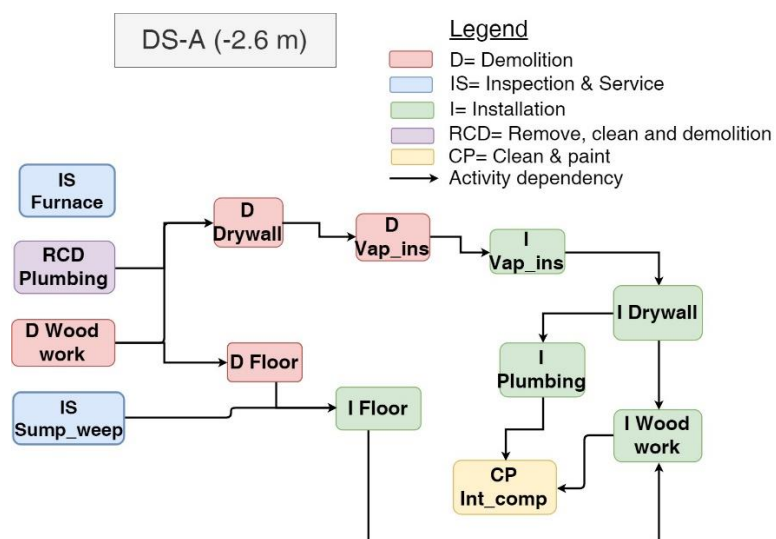 DS-A (-2.6 m)
Legend
D= Demolition
IS= Inspection & Service
I= Installation
RCD= Remove, clean and demolition
CP= Clean & paint
Activity dependency
IS
Furnace
D
Drywall
D
Vap_ins
I
Vap_ins
RCD
Plumbing
I Drywall
D Wood
work
D Floor
I
Plumbing
IS
Sump_weep
I Floor
I Wood
work
CP
Int_comp